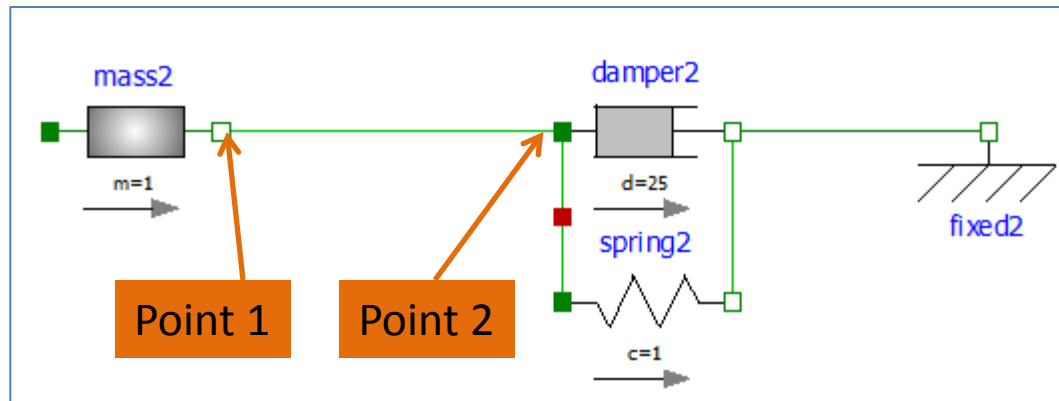 mass2
damper2
m=1
d=25
spring2
fixed2
Point 1
Point 2
c=1